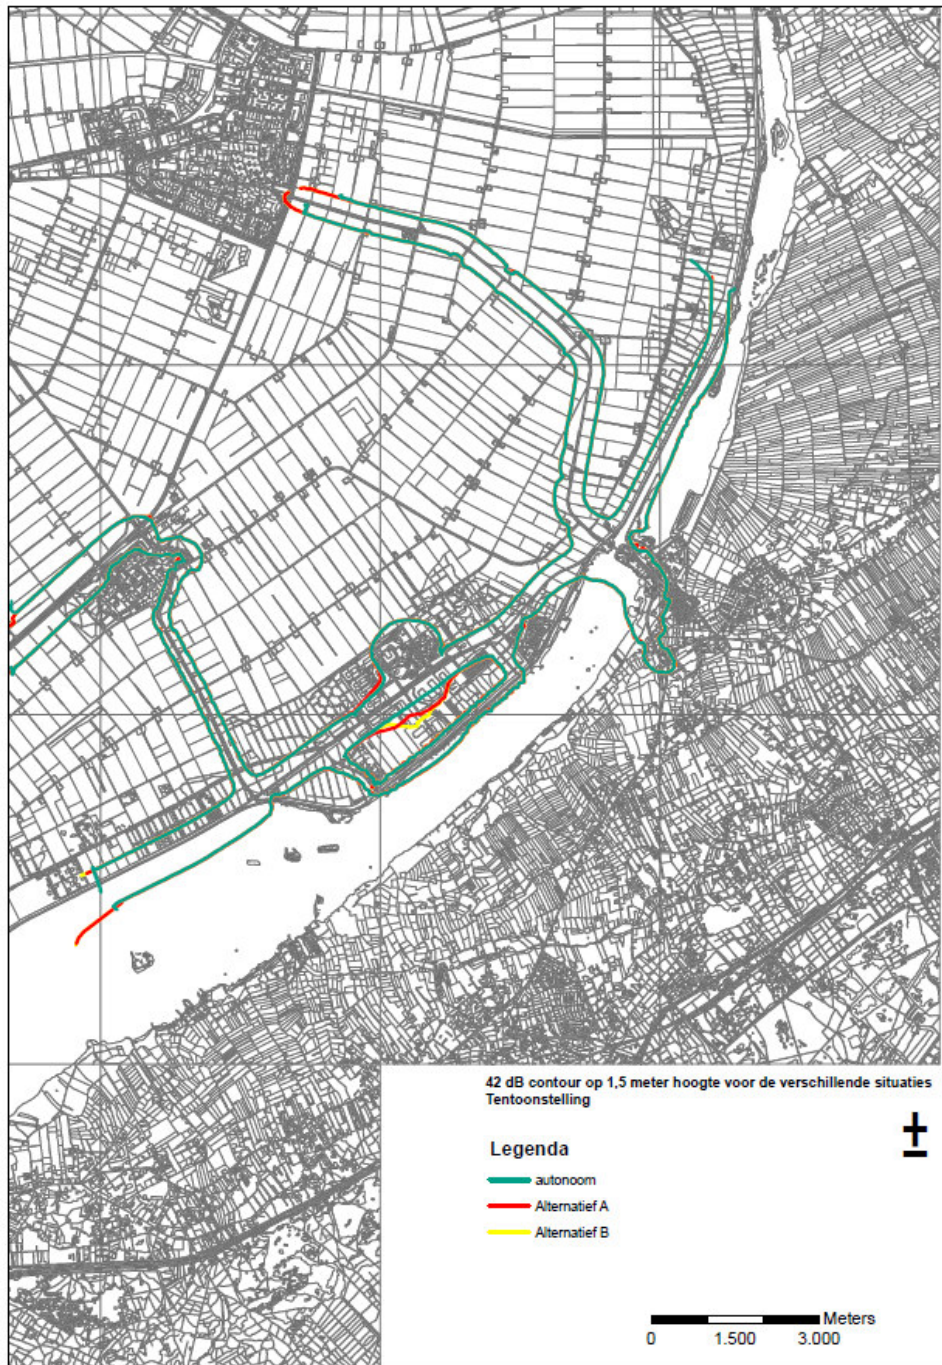 42 dB contour op 1,5 meter hoogte voor de verschillende situaties
Tentoonstelling
Legenda
autonoom
Alternatief A
Alternatief B
Meters
0 1.500 3.000